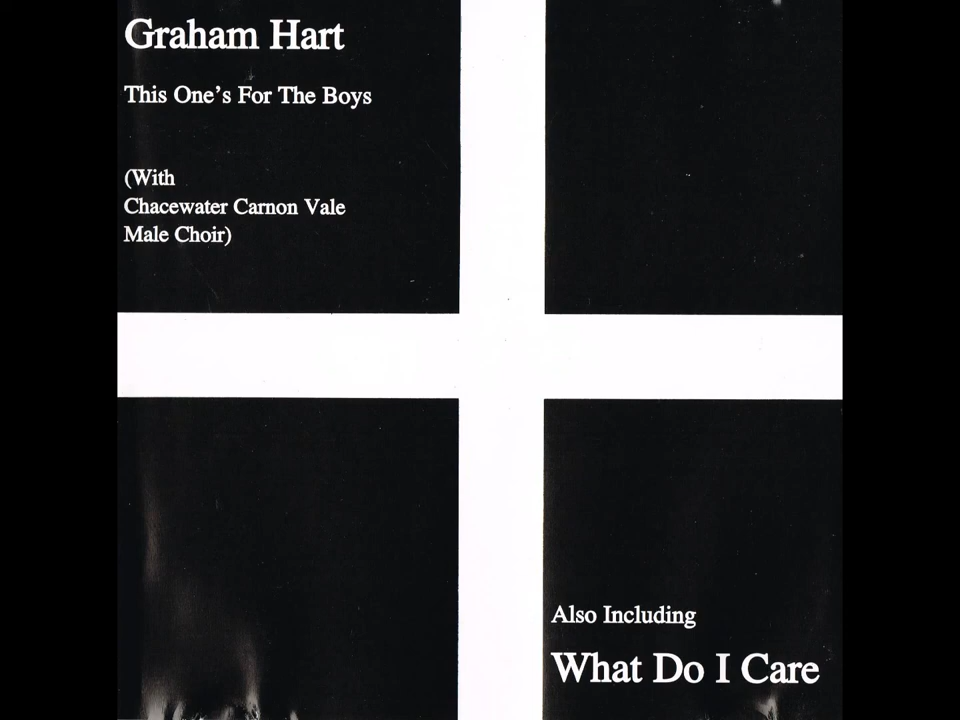 Graham Hart
This One's For The Boys
(With
Chacewater Carnon Vale
Male Choir)
Also Including
What Do I Care